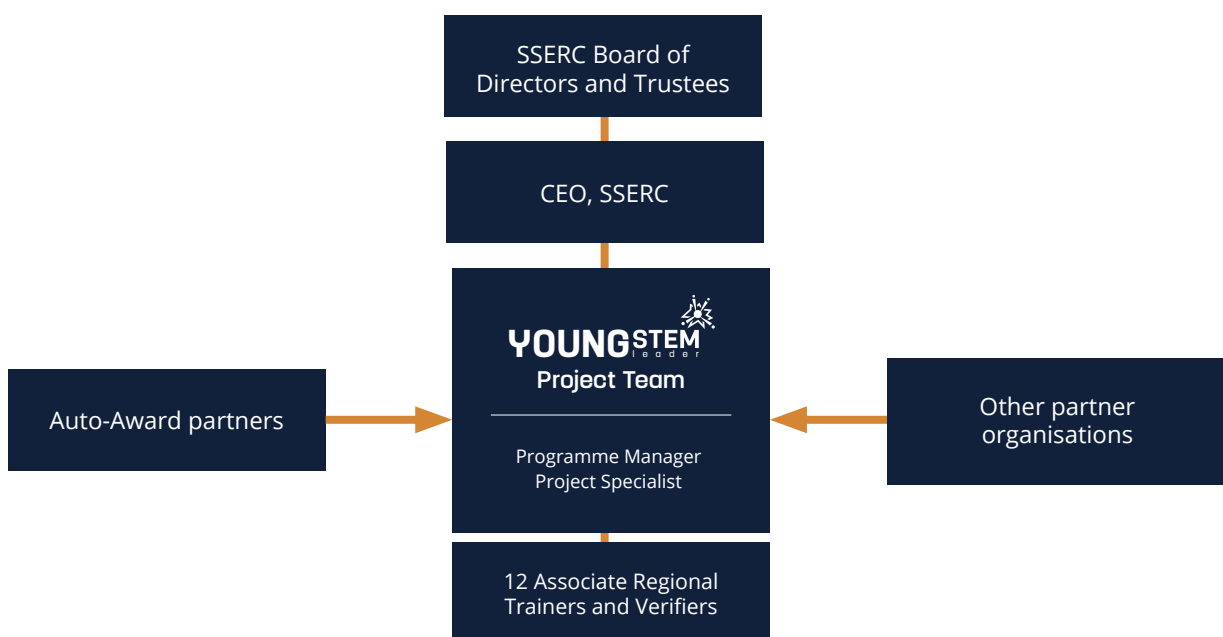 SSERC Board of
Directors and Trustees
CEO, SSERC
YOUNG STEM
leader
Project Team
Programme Manager
Project Specialist
Auto-Award partners
Other partner
organisations
12 Associate Regional
Trainers and Verifiers